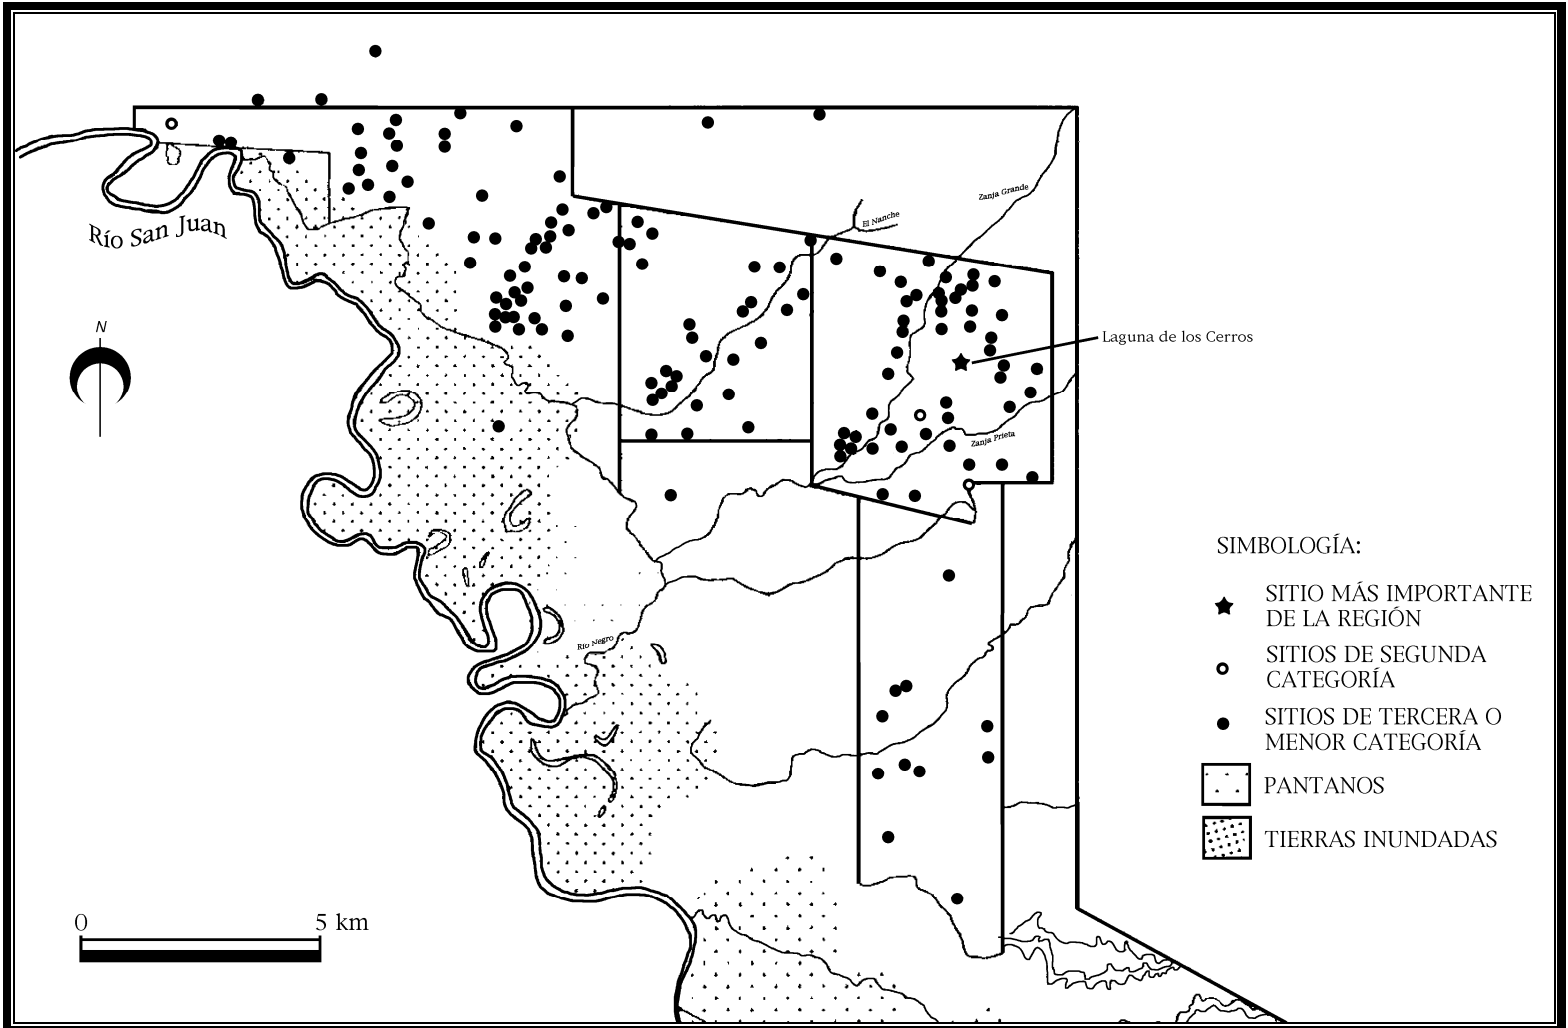 Zanja Grande
El Nanche
Río San Juan
N
Laguna de los Cerros
Zanja Prieta
Río Negro
SIMBOLOGÍA:
SITIO MÁS IMPORTANTE
DE LA REGIÓN
SITIOS DE SEGUNDA
CATEGORÍA
SITIOS DE TERCERA O
MENOR CATEGORÍA
PANTANOS
TIERRAS INUNDADAS
0 5 km